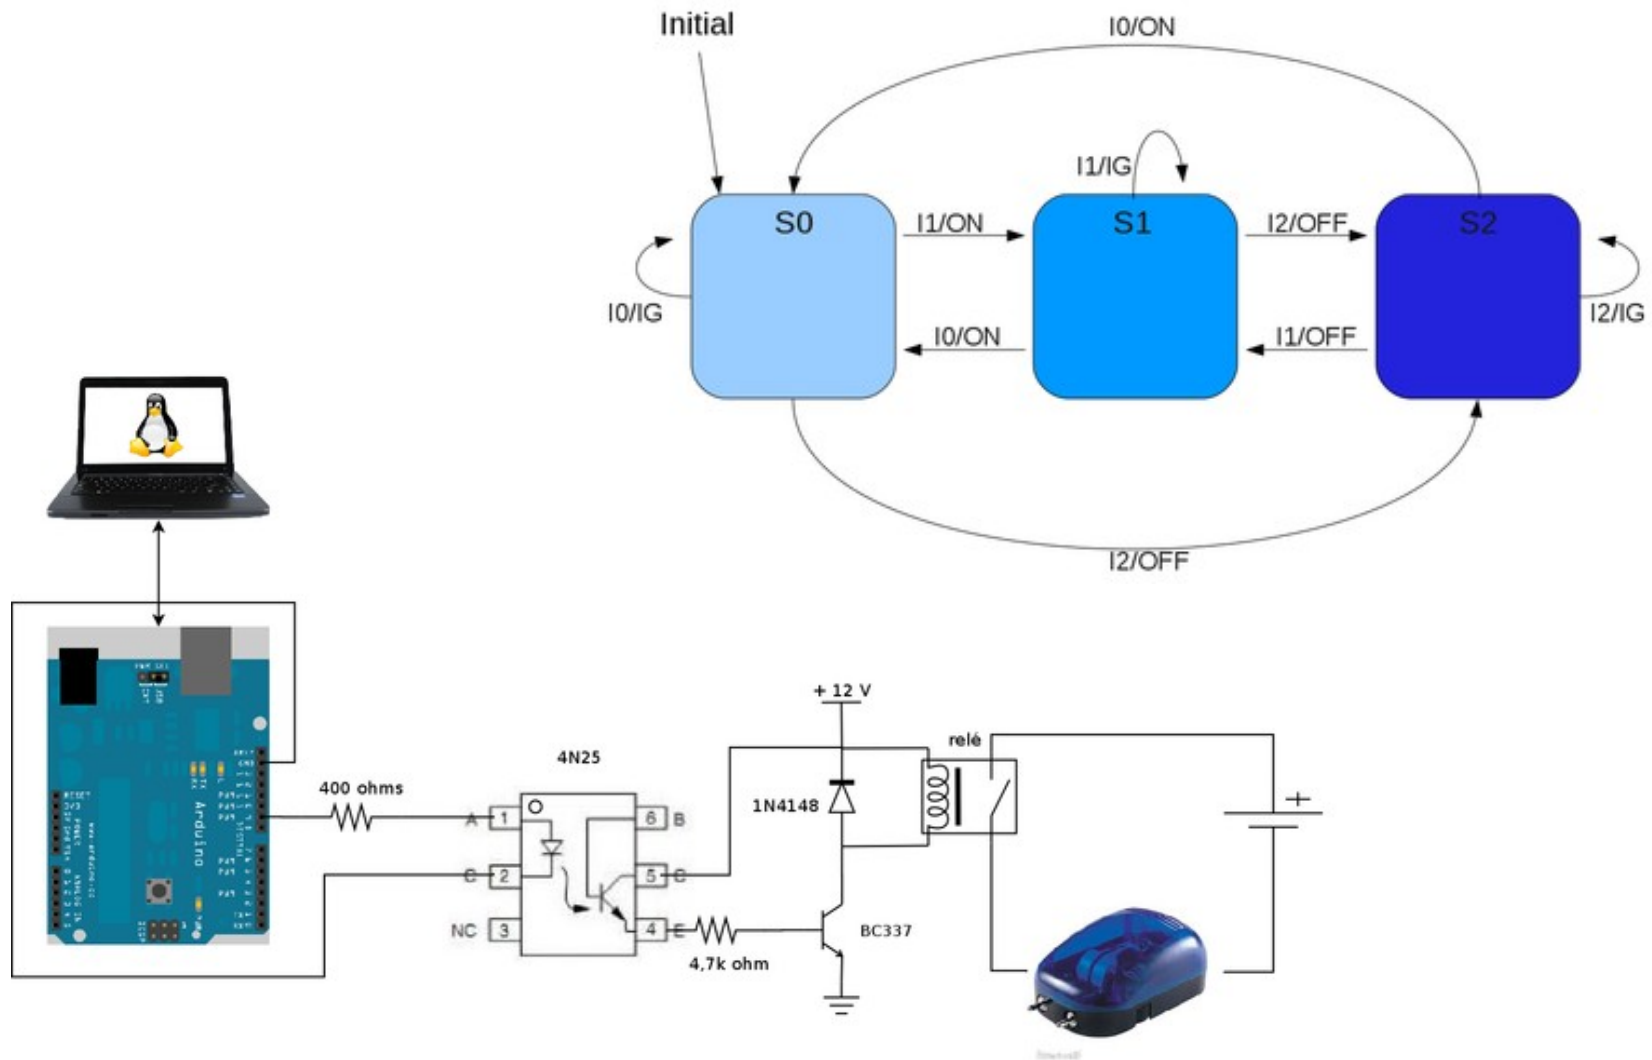 Initial
I0/ON
I1/IG
S0
S1
S2
I1/ON
I2/OFF
I0/IG
I2/IG
I0/ON
I1/OFF
I2/OFF
+ 12 V
relé
4N25
400 ohms
1N4148
A 1
6 B
C 2
5 C
NC 3
4 E
4,7k ohm
BC337
Arduino
+